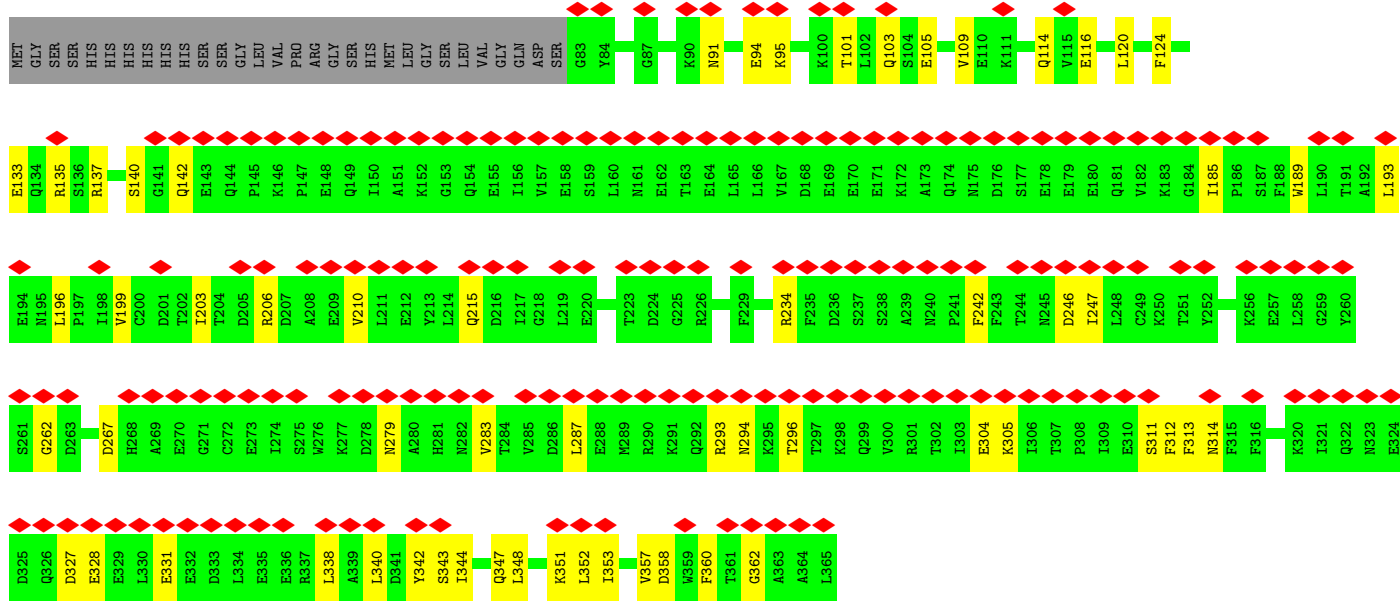 MET GLY SER SER HIS HIS HIS HIS HIS HIS SER SER GLY LEU VAL PRO ARG GLY SER HIS MET LEU GLY SER LEU VAL GLY GLN ASP SER G83 Y84 G87 K90 N91 E94 K95 K100 T101 L102 Q103 S104 E105 V109 E110 K111 Q114 V115 E116 L120 F124
E133 Q134 R135 S136 R137 S140 G141 Q142 E143 Q144 P145 K146 P147 E148 Q149 I150 A151 K152 G153 Q154 E155 I156 V157 E158 S159 L160 N161 E162 T163 E164 L165 L166 V167 D168 E169 E170 E171 K172 A173 Q174 N175 D176 S177 E178 E179 E180 Q181 V182 K183 G184 I185 P186 S187 F188 W189 L190 T191 A192 L193
E194 N195 L196 P197 I198 V199 C200 D201 T202 I203 T204 D205 R206 D207 A208 E209 V210 L211 E212 Y213 L214 Q215 D216 I217 G218 L219 E220 T223 D224 G225 R226 F229 R234 F235 D236 S237 S238 A239 N240 P241 F242 F243 T244 N245 D246 I247 L248 C249 K250 T251 Y252 K256 E257 L258 G259 Y260
S261 G262 D263 D267 H268 A269 E270 G271 C272 E273 I274 S275 W276 K277 D278 N279 A280 H281 N282 V283 T284 V285 D286 L287 E288 M289 R290 K291 Q292 R293 N294 K295 T296 T297 K298 Q299 V300 R301 T302 I303 E304 K305 I306 T307 P308 I309 E310 S311 F312 F313 N314 F315 F316 K320 I321 Q322 N323 E324
D325 Q326 D327 E328 E329 L330 E331 E332 D333 L334 E335 E336 R337 L338 A339 L340 D341 Y342 S343 I344 Q347 L348 K351 L352 I353 V357 D358 W359 F360 T361 G362 A363 A364 L365